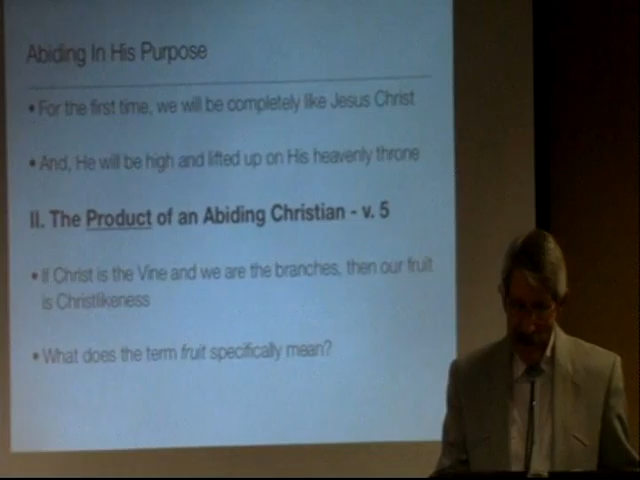 Abiding In His Purpose
• For the first time, we will be completely like Jesus Christ
• And, He will be high and lifted up on His heavenly throne
II. The Product of an Abiding Christian - v. 5
• If Christ is the Vine and we are the branches, then our fruit
is Christlikeness
• What does the term fruit specifically mean?